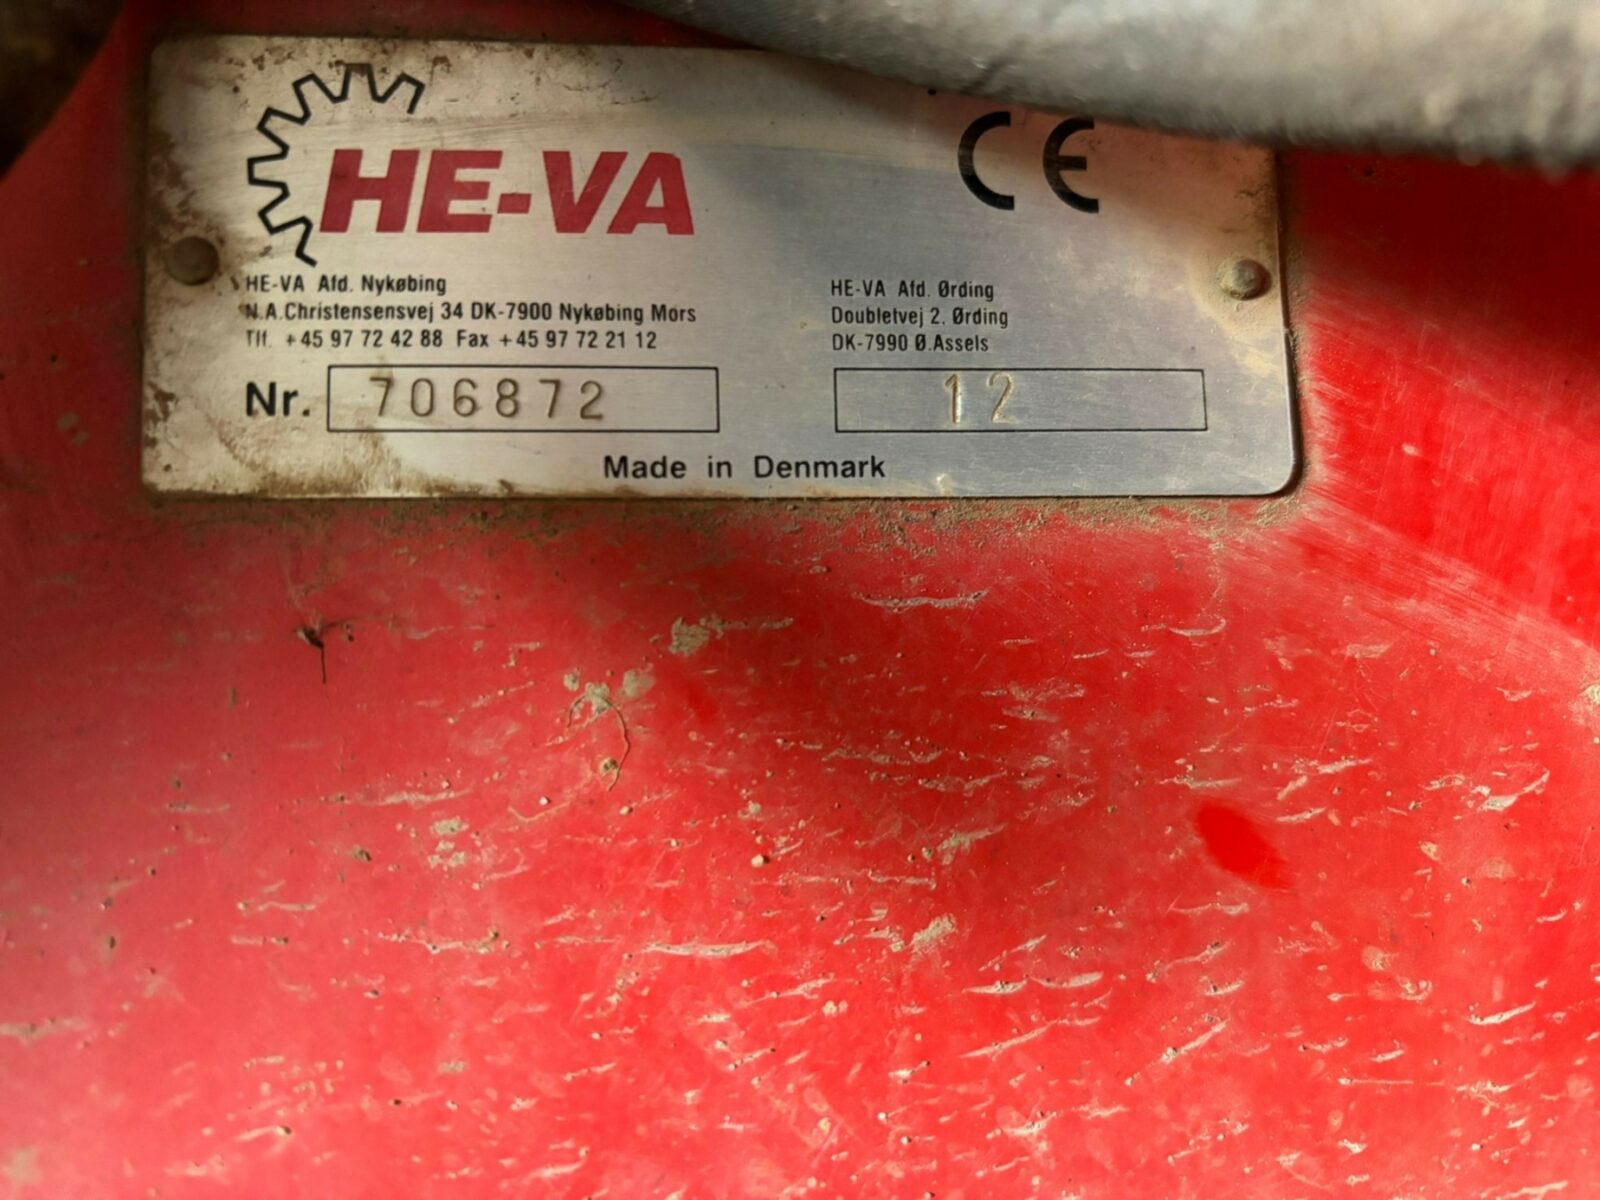 HE-VA
CE
HE-VA Afd. Nykøbing
N.A.Christensensvej 34 DK-7900 Nykøbing Mors
Tlf. +45 97 72 42 88 Fax +45 97 72 21 12
HE-VA Afd. Ørding
Doubletvej 2, Ørding
DK-7990 Ø.Assels
Nr. 706872
12
Made in Denmark